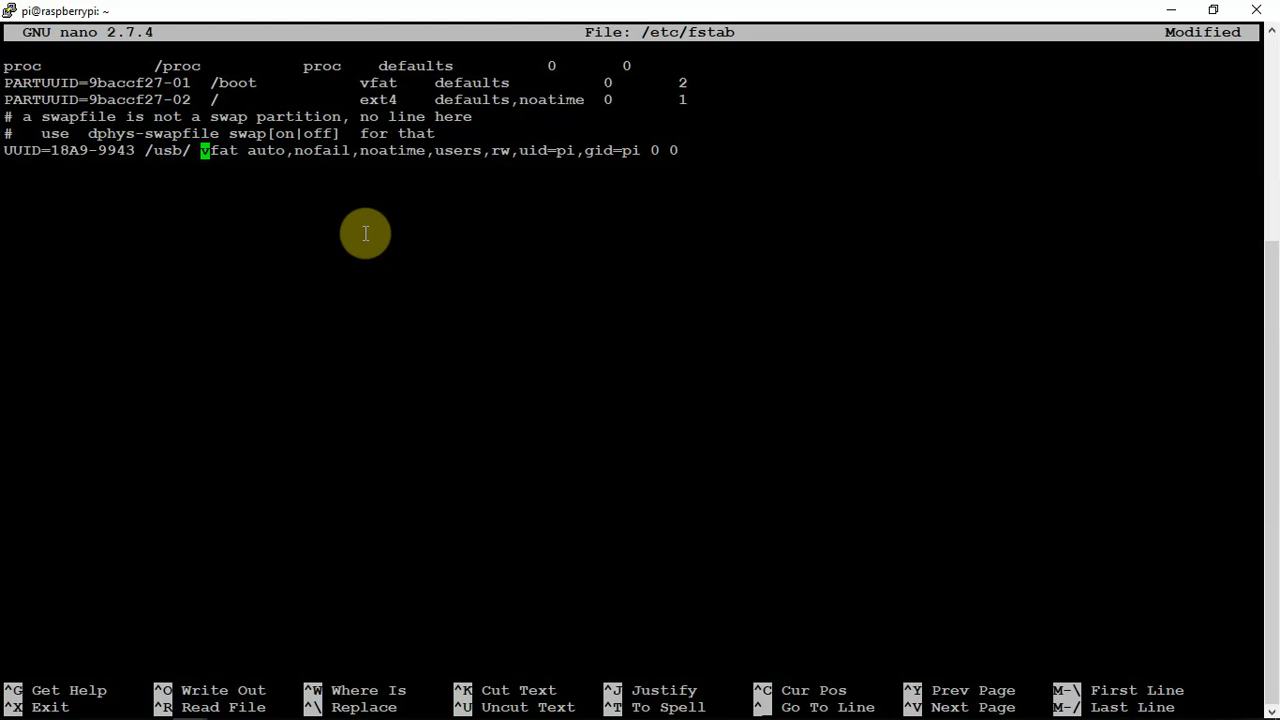 pi@raspberrypi: ~
GNU nano 2.7.4 File: /etc/fstab Modified
proc /proc proc defaults 0 0
PARTUUID=9baccf27-01 /boot vfat defaults 0 2
PARTUUID=9baccf27-02 / ext4 defaults,noatime 0 1
# a swapfile is not a swap partition, no line here
# use dphys-swapfile swap[on|off] for that
UUID=18A9-9943 /usb/ vfat auto,nofail,noatime,users,rw,uid=pi,gid=pi 0 0
^G Get Help ^O Write Out ^W Where Is ^K Cut Text ^J Justify ^C Cur Pos ^Y Prev Page M-\ First Line
^X Exit ^R Read File ^\ Replace ^U Uncut Text ^T To Spell ^_ Go To Line ^V Next Page M-/ Last Line